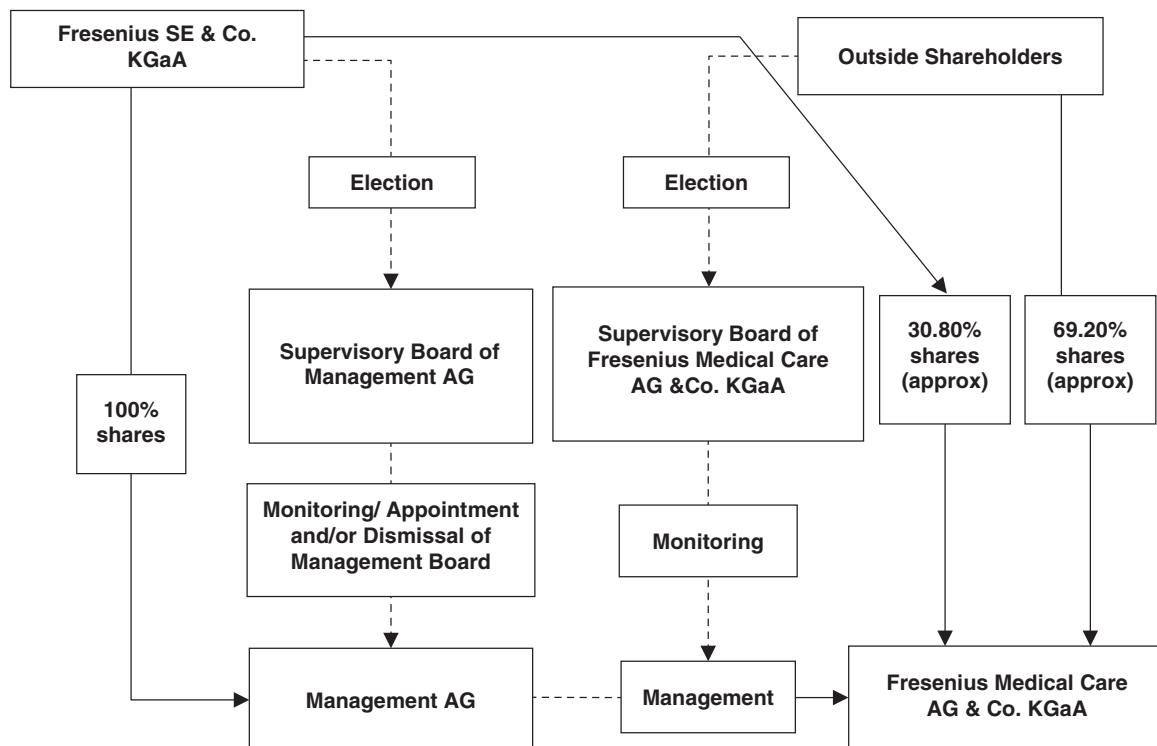 Fresenius SE & Co.
KGaA
Outside Shareholders
Election
Election
Supervisory Board of
Management AG
Supervisory Board of
Fresenius Medical Care
AG &Co. KGaA
30.80%
shares
(approx)
69.20%
shares
(approx)
100%
shares
Monitoring/ Appointment
and/or Dismissal of
Management Board
Monitoring
Management AG
Management
Fresenius Medical Care
AG & Co. KGaA